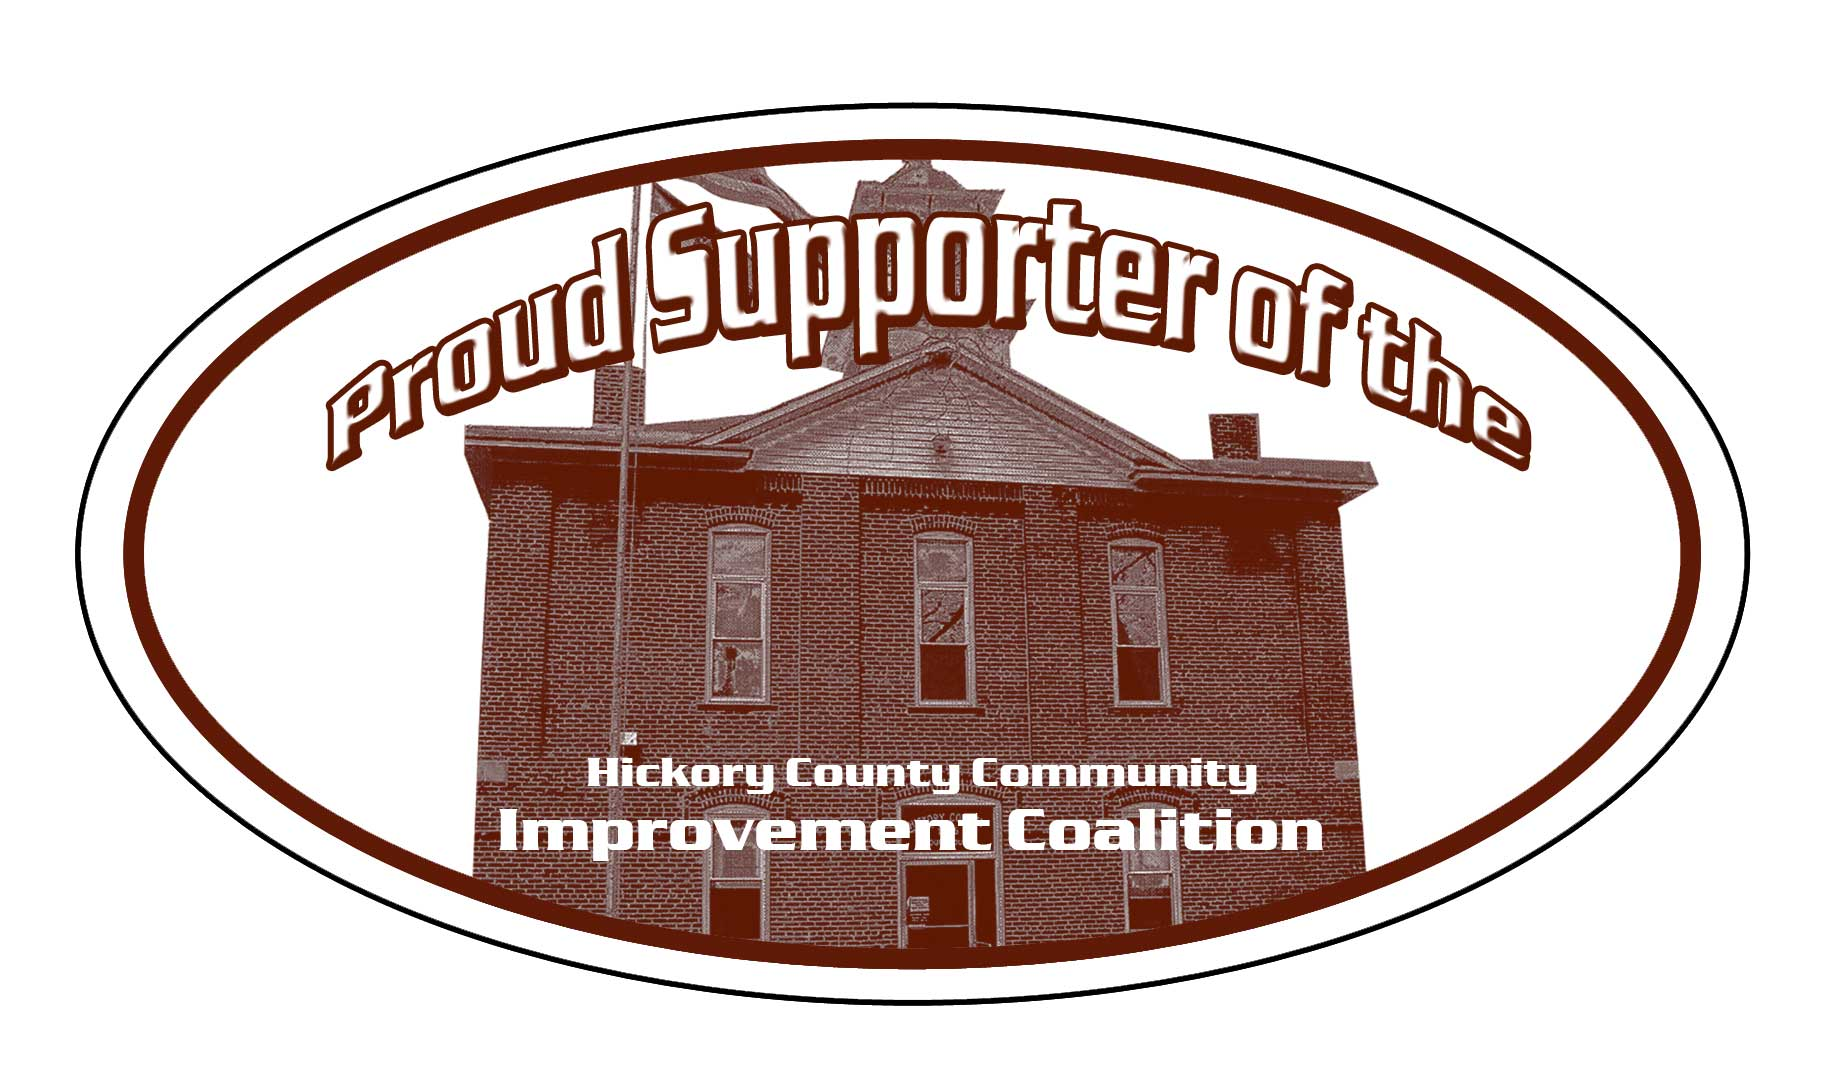 Proud Supporter of the
Hickory County Community
Improvement Coalition